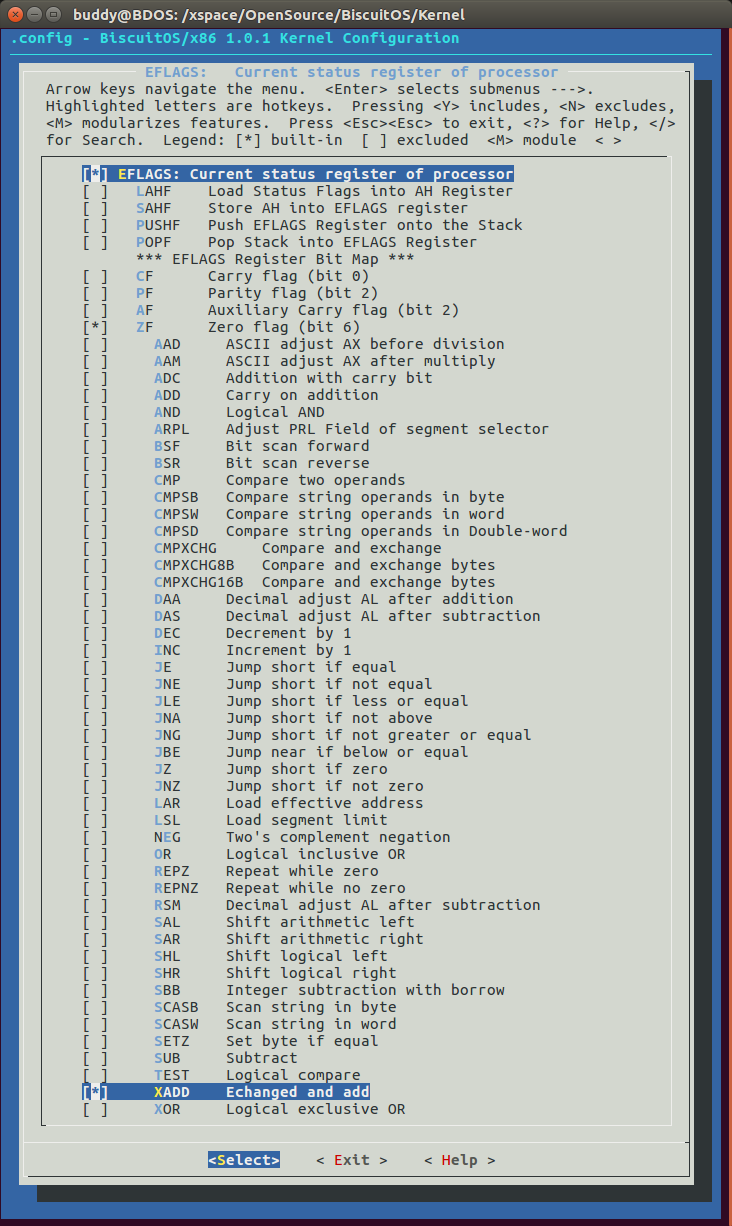 buddy@BDOS: /xspace/OpenSource/BiscuitOS/Kernel
.config - BiscuitOS/x86 1.0.1 Kernel Configuration
EFLAGS:   Current status register of processor
Arrow keys navigate the menu.  <Enter> selects submenus --->.
Highlighted letters are hotkeys.  Pressing <Y> includes, <N> excludes,
<M> modularizes features.  Press <Esc><Esc> to exit, <?> for Help, </>
for Search.  Legend: [*] built-in  [ ] excluded  <M> module  < >
[*] EFLAGS: Current status register of processor
[ ]   LAHF    Load Status Flags into AH Register
[ ]   SAHF    Store AH into EFLAGS register
[ ]   PUSHF   Push EFLAGS Register onto the Stack
[ ]   POPF    Pop Stack into EFLAGS Register
*** EFLAGS Register Bit Map ***
[ ]   CF      Carry flag (bit 0)
[ ]   PF      Parity flag (bit 2)
[ ]   AF      Auxiliary Carry flag (bit 2)
[*]   ZF      Zero flag (bit 6)
[ ]     AAD     ASCII adjust AX before division
[ ]     AAM     ASCII adjust AX after multiply
[ ]     ADC     Addition with carry bit
[ ]     ADD     Carry on addition
[ ]     AND     Logical AND
[ ]     ARPL    Adjust PRL Field of segment selector
[ ]     BSF     Bit scan forward
[ ]     BSR     Bit scan reverse
[ ]     CMP     Compare two operands
[ ]     CMPSB   Compare string operands in byte
[ ]     CMPSW   Compare string operands in word
[ ]     CMPSD   Compare string operands in Double-word
[ ]     CMPXCHG     Compare and exchange
[ ]     CMPXCHG8B   Compare and exchange bytes
[ ]     CMPXCHG16B  Compare and exchange bytes
[ ]     DAA     Decimal adjust AL after addition
[ ]     DAS     Decimal adjust AL after subtraction
[ ]     DEC     Decrement by 1
[ ]     INC     Increment by 1
[ ]     JE      Jump short if equal
[ ]     JNE     Jump short if not equal
[ ]     JLE     Jump short if less or equal
[ ]     JNA     Jump short if not above
[ ]     JNG     Jump short if not greater or equal
[ ]     JBE     Jump near if below or equal
[ ]     JZ      Jump short if zero
[ ]     JNZ     Jump short if not zero
[ ]     LAR     Load effective address
[ ]     LSL     Load segment limit
[ ]     NEG     Two's complement negation
[ ]     OR      Logical inclusive OR
[ ]     REPZ    Repeat while zero
[ ]     REPNZ   Repeat while no zero
[ ]     RSM     Decimal adjust AL after subtraction
[ ]     SAL     Shift arithmetic left
[ ]     SAR     Shift arithmetic right
[ ]     SHL     Shift logical left
[ ]     SHR     Shift logical right
[ ]     SBB     Integer subtraction with borrow
[ ]     SCASB   Scan string in byte
[ ]     SCASW   Scan string in word
[ ]     SETZ    Set byte if equal
[ ]     SUB     Subtract
[ ]     TEST    Logical compare
[*]     XADD    Echanged and add
[ ]     XOR     Logical exclusive OR
<Select>    < Exit >    < Help >